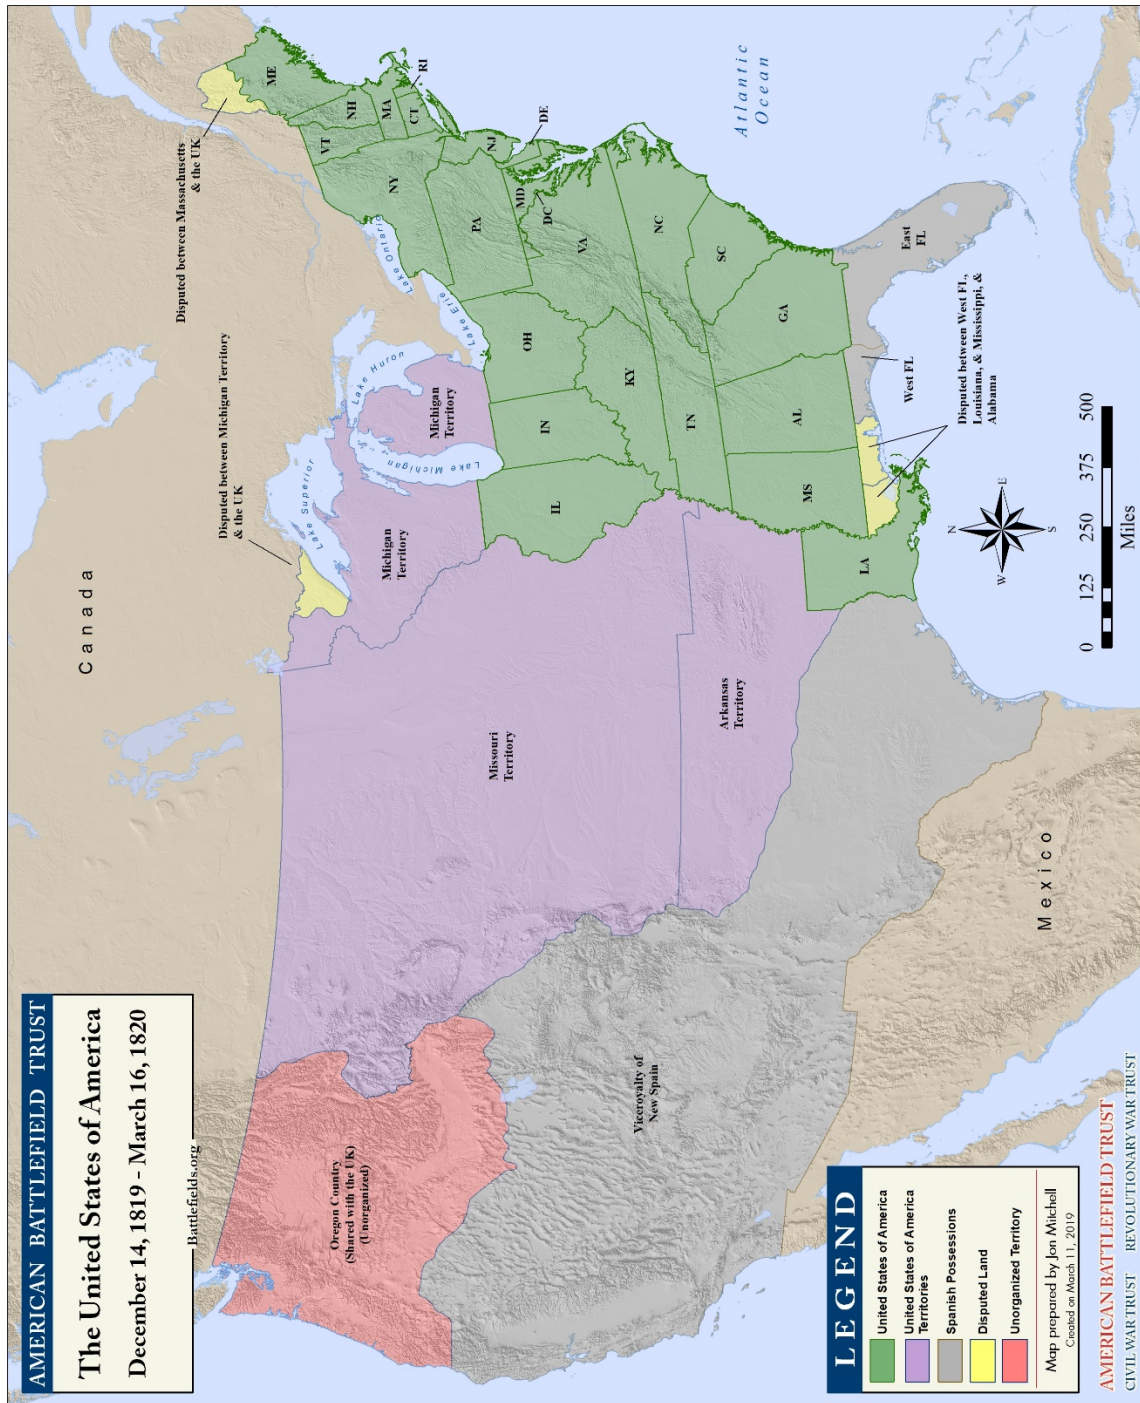 AMERICAN BATTLEFIELD TRUST
The United States of America
December 14, 1819 - March 16, 1820
Battlefields.org
Canada
Disputed between Michigan Territory
& the UK
Disputed between Massachusetts
& the UK
Lake Superior
Lake Huron
Lake Michigan
Lake Ontario
Lake Erie
Oregon Country
(Shared with the UK)
(Unorganized)
Missouri
Territory
Michigan
Territory
Michigan
Territory
Arkansas
Territory
Viceroyalty of
New Spain
ME
VT
NH
MA
CT
RI
NY
PA
NJ
DE
MD
DC
VA
OH
IN
IL
KY
TN
NC
SC
GA
AL
MS
LA
East
FL
West FL
Disputed between West FL,
Louisiana, & Mississippi, &
Alabama
Atlantic
Ocean
Mexico
N
E
S
W
0 125 250 375 500
Miles
LEGEND
United States of America
United States of America
Territories
Spanish Possessions
Disputed Land
Unorganized Territory
Map prepared by Jon Mitchell
Created on March 11, 2019
AMERICAN BATTLEFIELD TRUST
CIVIL WAR TRUST REVOLUTIONARY WAR TRUST